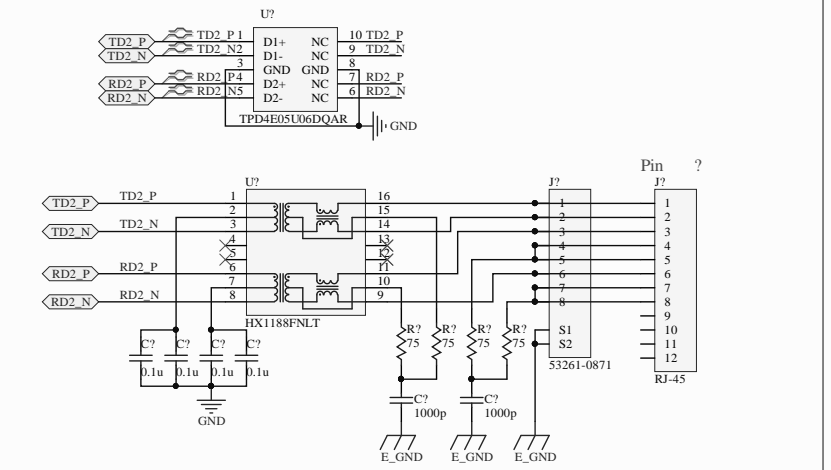 U?
TD2_P TD2_P 1 D1+ NC 10 TD2_P
TD2_N TD2_N 2 D1- NC 9 TD2_N
3 GND GND 8
RD2_P RD2_P 4 D2+ NC 7 RD2_P
RD2_N RD2_N 5 D2- NC 6 RD2_N
TPD4E05U06DQAR
GND
Pin ?
U? J? J?
TD2_P TD2_P 1 16 1 1
2 15 2 2
TD2_N TD2_N 3 14 3 3
4 13 4 4
5 12 5 5
RD2_P RD2_P 6 11 6 6
7 10 7 7
RD2_N RD2_N 8 9 8 8
HX1188FNLT
9
R? R? R? R? S1 10
75 75 75 75
C? C? C? C? S2 11
12
0.1u 0.1u 0.1u 0.1u
53261-0871
RJ-45
C? C?
1000p 1000p
GND
E_GND E_GND E_GND